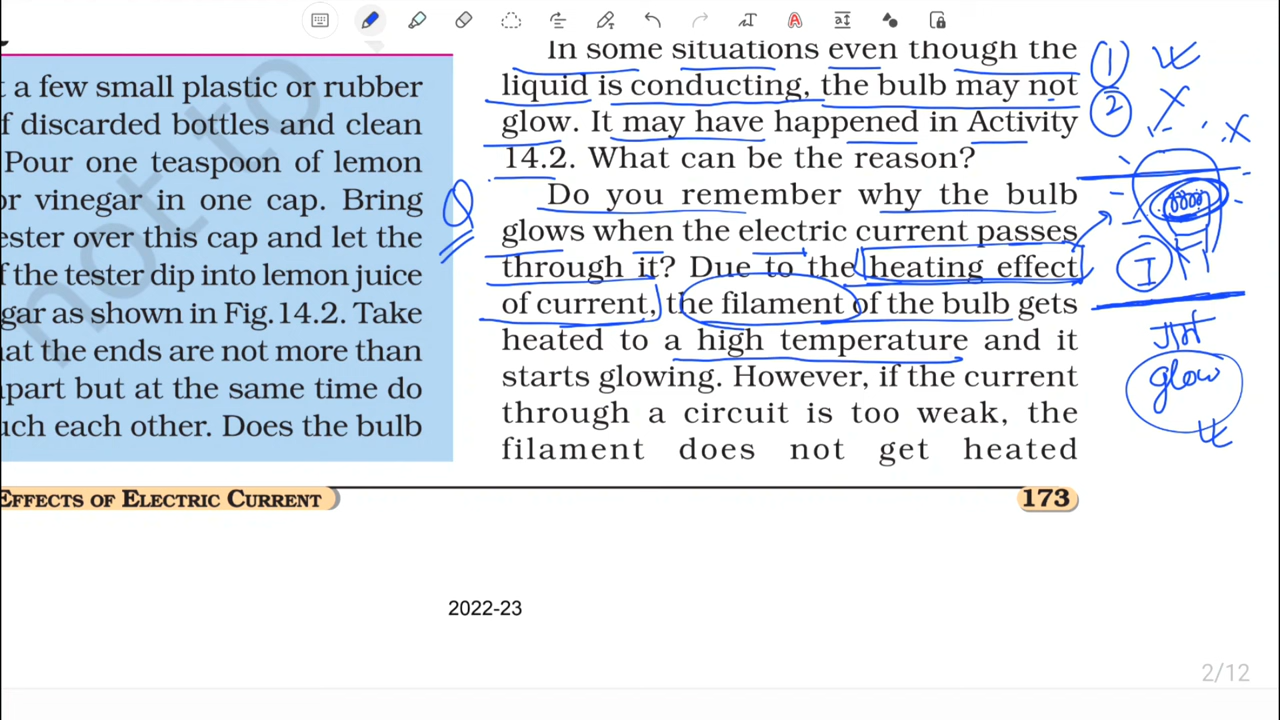 t a few small plastic or rubber
f discarded bottles and clean
Pour one teaspoon of lemon
or vinegar in one cap. Bring
ester over this cap and let the
f the tester dip into lemon juice
gar as shown in Fig.14.2. Take
hat the ends are not more than
apart but at the same time do
uch each other. Does the bulb
not to
In some situations even though the
liquid is conducting, the bulb may not
glow. It may have happened in Activity
14.2. What can be the reason?
Do you remember why the bulb
glows when the electric current passes
through it? Due to the heating effect
of current, the filament of the bulb gets
heated to a high temperature and it
starts glowing. However, if the current
through a circuit is too weak, the
filament does not get heated
Q
1
2
I
glow
EFFECTS OF ELECTRIC CURRENT
173
2022-23
2/12